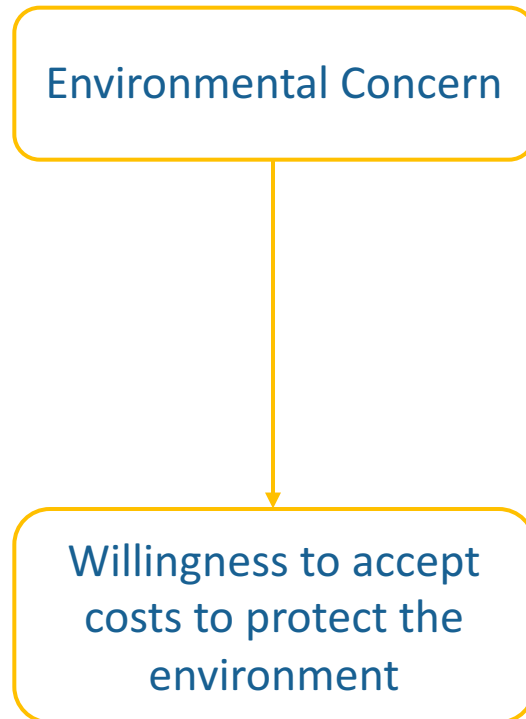 Environmental Concern
Willingness to accept
costs to protect the
environment